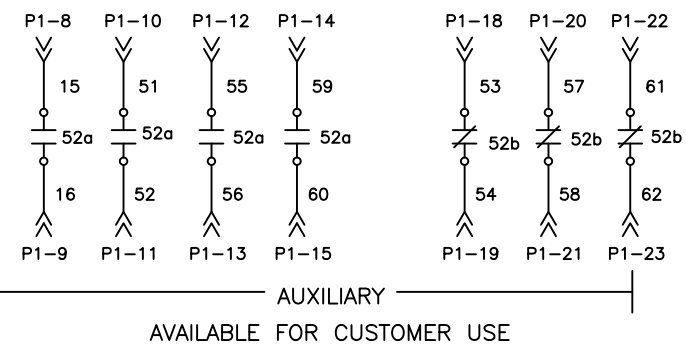 P1-8 P1-10 P1-12 P1-14 P1-18 P1-20 P1-22
15 51 55 59 53 57 61
52a 52a 52a 52a 52b 52b 52b
16 52 56 60 54 58 62
P1-9 P1-11 P1-13 P1-15 P1-19 P1-21 P1-23
AUXILIARY
AVAILABLE FOR CUSTOMER USE